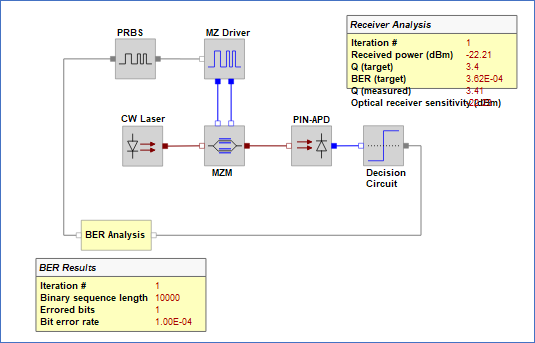 PRBS
MZ Driver
Receiver Analysis
Iteration # 1
Received power (dBm) -22.21
Q (target) 3.4
BER (target) 3.62E-04
Q (measured) 3.41
Optical receiver sensitivity (dBm)
CW Laser
PIN-APD
MZM
Decision
Circuit
BER Analysis
BER Results
Iteration # 1
Binary sequence length 10000
Errored bits 1
Bit error rate 1.00E-04